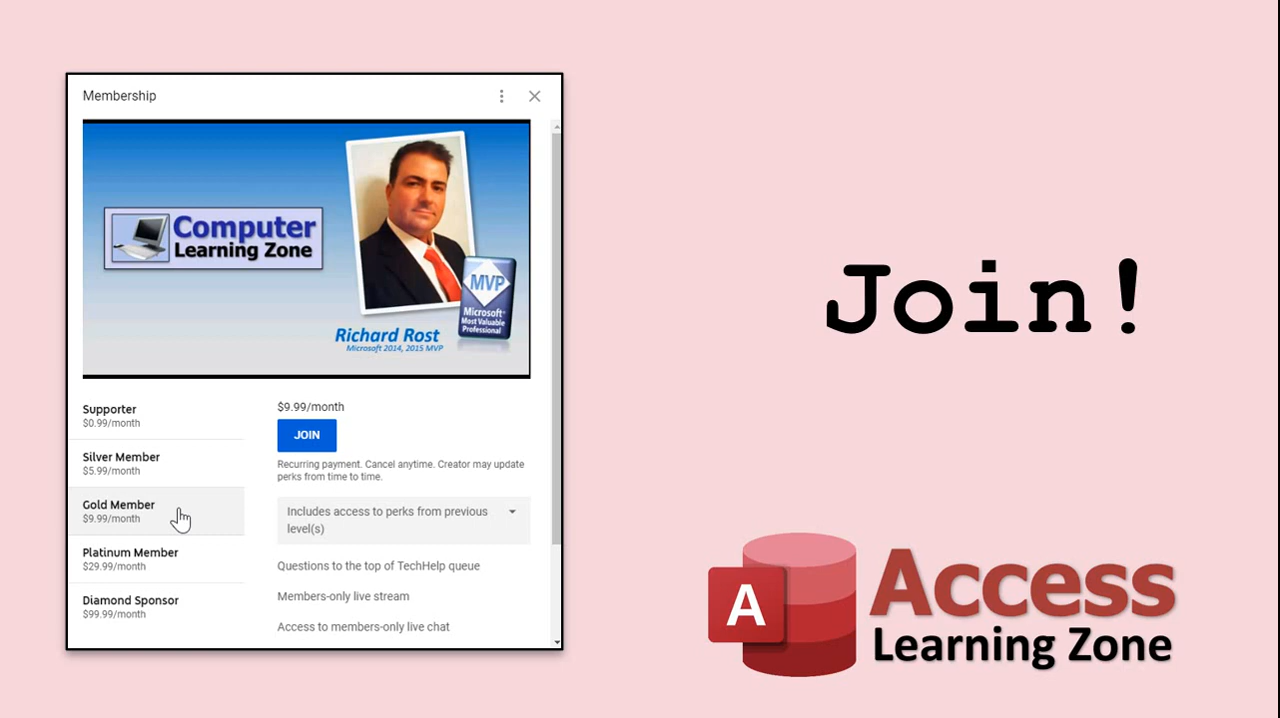 Membership
Computer
Learning Zone
MVP
Microsoft®
Most Valuable
Professional
Richard Rost
Microsoft 2014, 2015 MVP
Supporter
$0.99/month
Silver Member
$5.99/month
Gold Member
$9.99/month
Platinum Member
$29.99/month
Diamond Sponsor
$99.99/month
$9.99/month
JOIN
Recurring payment. Cancel anytime. Creator may update
perks from time to time.
Includes access to perks from previous
level(s)
Questions to the top of TechHelp queue
Members-only live stream
Access to members-only live chat
Join!
A
Access
Learning Zone